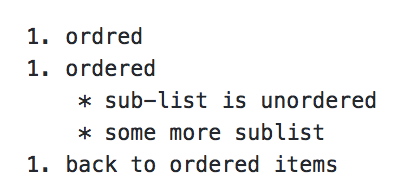 1. ordred
1. ordered
    * sub-list is unordered
    * some more sublist
1. back to ordered items